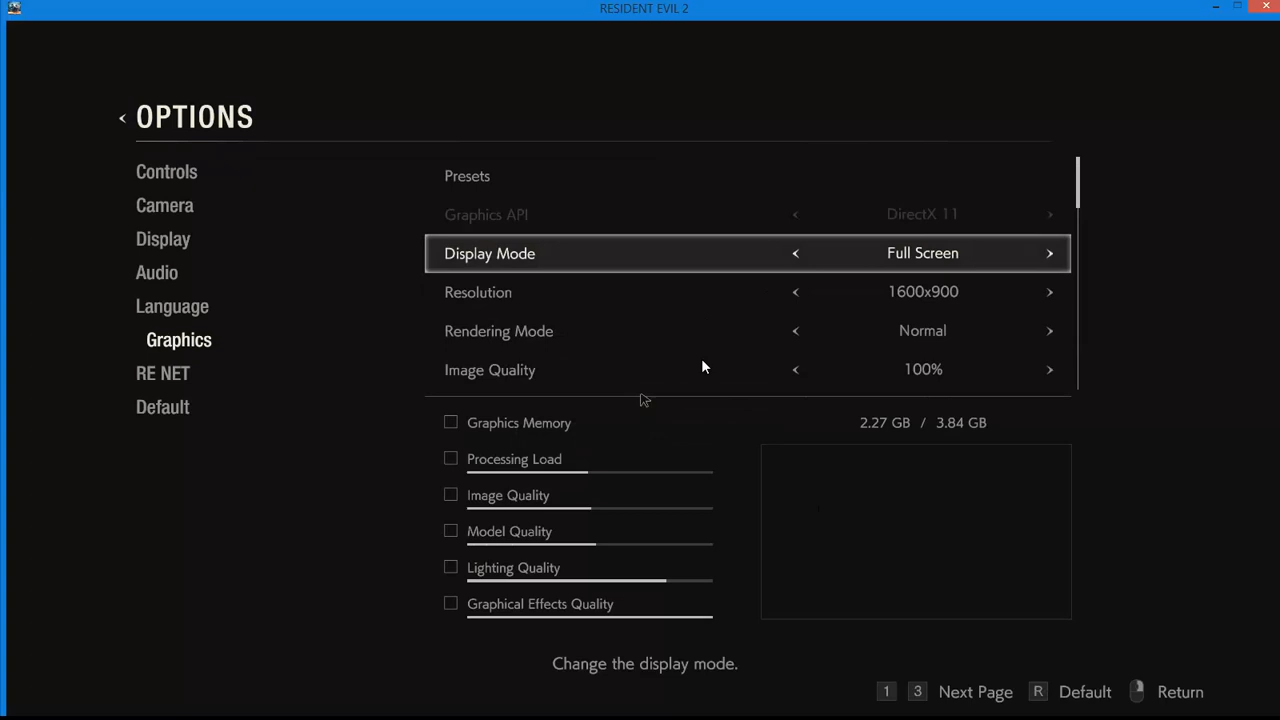 RESIDENT EVIL 2
OPTIONS
Controls
Camera
Display
Audio
Language
Graphics
RE NET
Default
Presets
Graphics API DirectX 11
Display Mode Full Screen
Resolution 1600x900
Rendering Mode Normal
Image Quality 100%
Graphics Memory 2.27 GB / 3.84 GB
Processing Load
Image Quality
Model Quality
Lighting Quality
Graphical Effects Quality
Change the display mode.
1 3 Next Page R Default Return